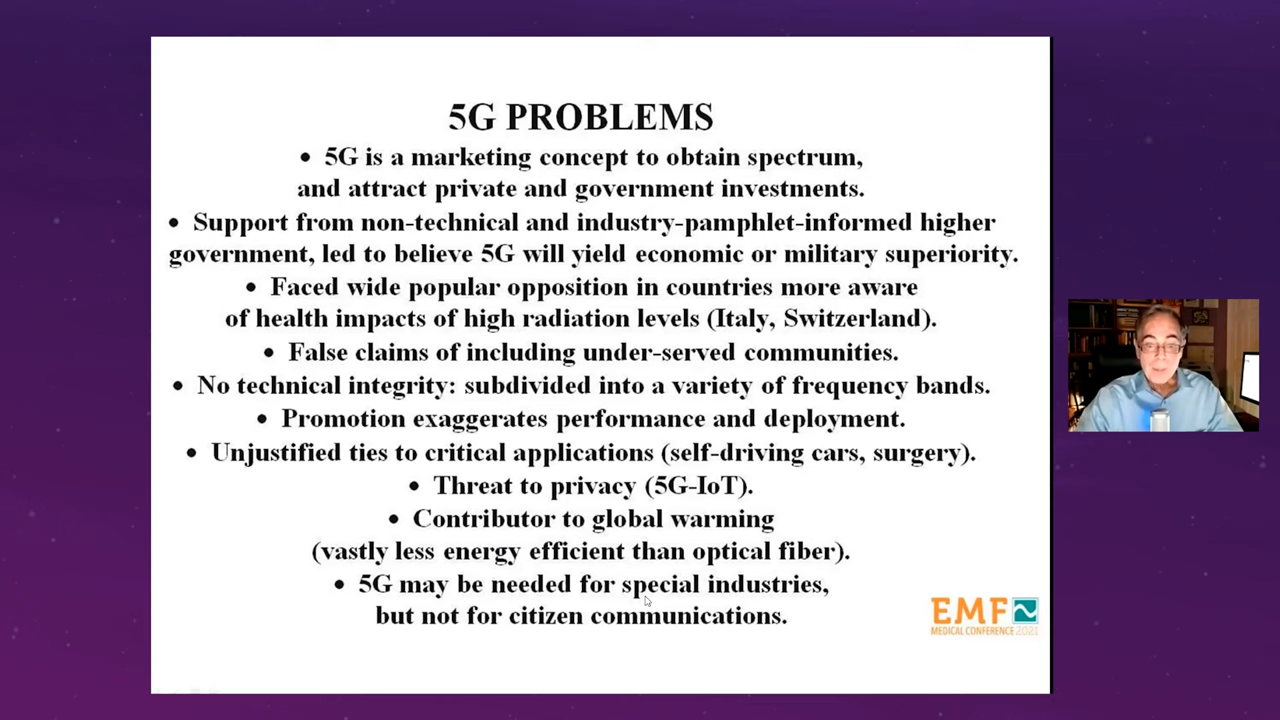 5G PROBLEMS
• 5G is a marketing concept to obtain spectrum,
and attract private and government investments.
• Support from non-technical and industry-pamphlet-informed higher
government, led to believe 5G will yield economic or military superiority.
• Faced wide popular opposition in countries more aware
of health impacts of high radiation levels (Italy, Switzerland).
• False claims of including under-served communities.
• No technical integrity: subdivided into a variety of frequency bands.
• Promotion exaggerates performance and deployment.
• Unjustified ties to critical applications (self-driving cars, surgery).
• Threat to privacy (5G-IoT).
• Contributor to global warming
(vastly less energy efficient than optical fiber).
• 5G may be needed for special industries,
but not for citizen communications.
EMF
MEDICAL CONFERENCE 2021